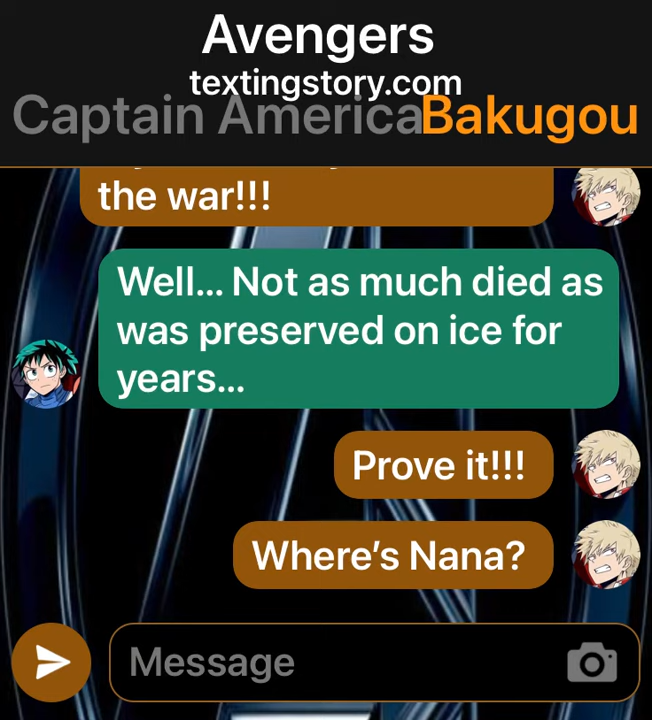 Avengers
textingstory.com
Captain America Bakugou
the war!!!
Well... Not as much died as
was preserved on ice for
years...
Prove it!!!
Where's Nana?
Message